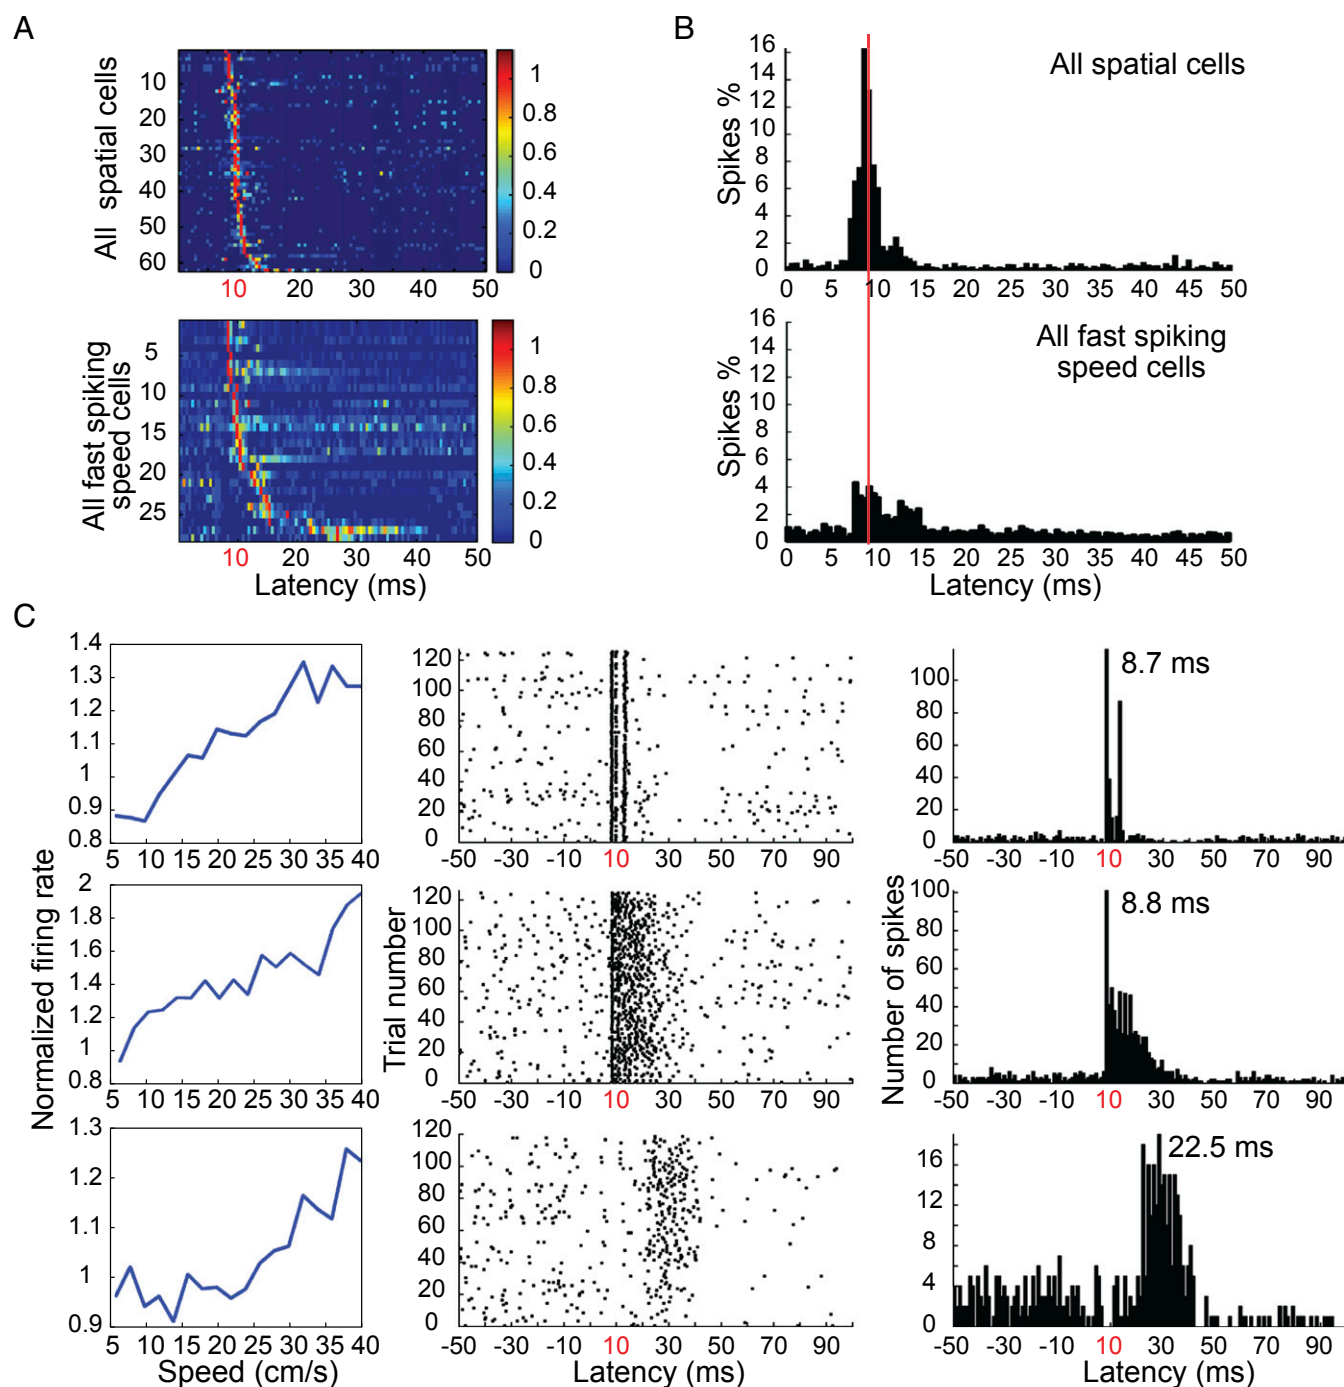 A
All spatial cells
10
20
30
40
50
60
10 20 30 40 50
1
0.8
0.6
0.4
0.2
0
All fast spiking
speed cells
5
10
15
20
25
10 20 30 40 50
Latency (ms)
1
0.8
0.6
0.4
0.2
0
B
All spatial cells
Spikes %
16
14
12
10
8
6
4
2
0
0 5 10 15 20 25 30 35 40 45 50
All fast spiking
speed cells
Spikes %
16
14
12
10
8
6
4
2
0
0 5 10 15 20 25 30 35 40 45 50
Latency (ms)
C
Normalized firing rate
1.4
1.3
1.2
1.1
1
0.9
0.8
5 10 15 20 25 30 35 40
Trial number
120
100
80
60
40
20
0
-50 -30 -10 10 30 50 70 90
Number of spikes
8.7 ms
100
80
60
40
20
0
-50 -30 -10 10 30 50 70 90
2
1.8
1.6
1.4
1.2
1
0.8
5 10 15 20 25 30 35 40
120
100
80
60
40
20
0
-50 -30 -10 10 30 50 70 90
8.8 ms
100
80
60
40
20
0
-50 -30 -10 10 30 50 70 90
1.3
1.2
1.1
1
0.9
5 10 15 20 25 30 35 40
Speed (cm/s)
120
100
80
60
40
20
0
-50 -30 -10 10 30 50 70 90
Latency (ms)
22.5 ms
16
12
8
4
0
-50 -30 -10 10 30 50 70 90
Latency (ms)